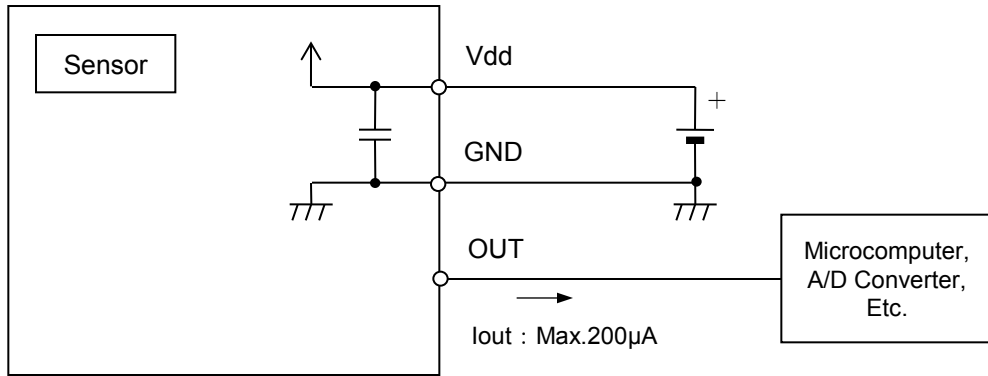 Sensor
Vdd
+
GND
OUT
Microcomputer,
A/D Converter,
Etc.
Iout : Max.200µA